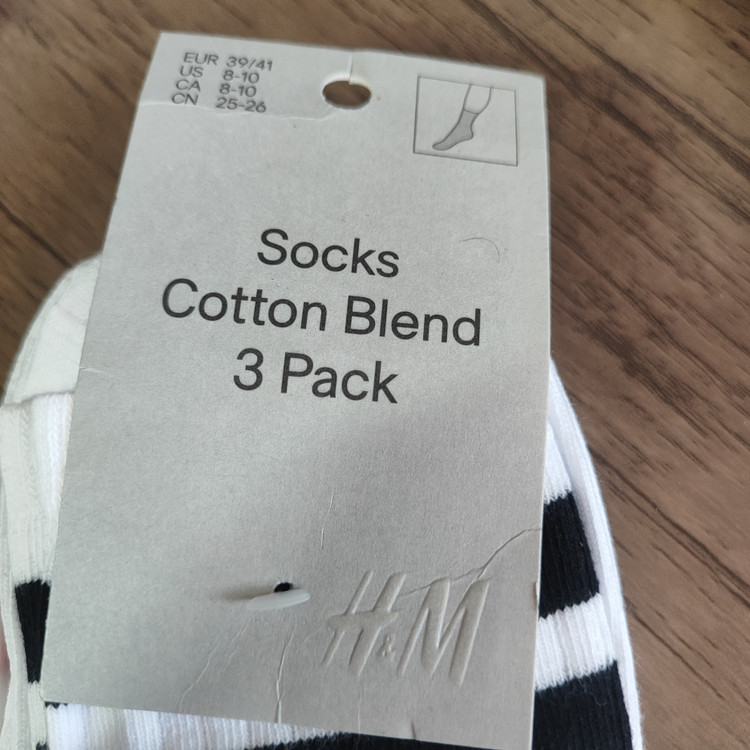 EUR 39/41
US 8-10
CA 8-10
CN 25-26
Socks
Cotton Blend
3 Pack
H&M